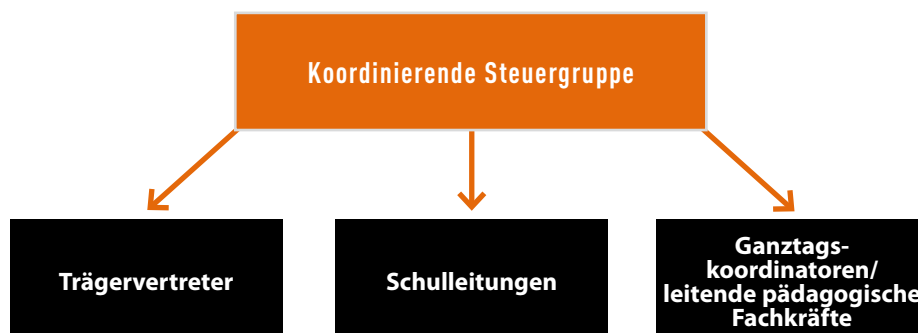 Koordinierende Steuergruppe
Trägervertreter
Schulleitungen
Ganztags-
koordinatoren/
leitende pädagogische
Fachkräfte